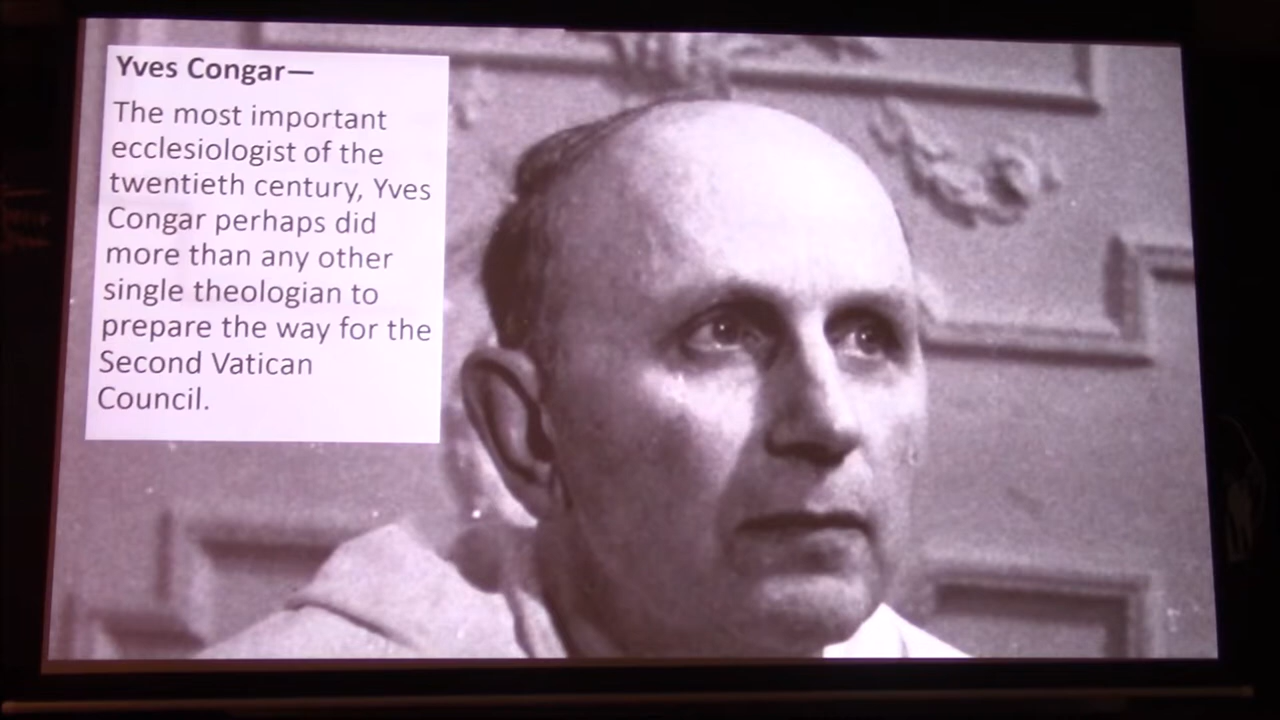 Yves Congar—
The most important
ecclesiologist of the
twentieth century, Yves
Congar perhaps did
more than any other
single theologian to
prepare the way for the
Second Vatican
Council.